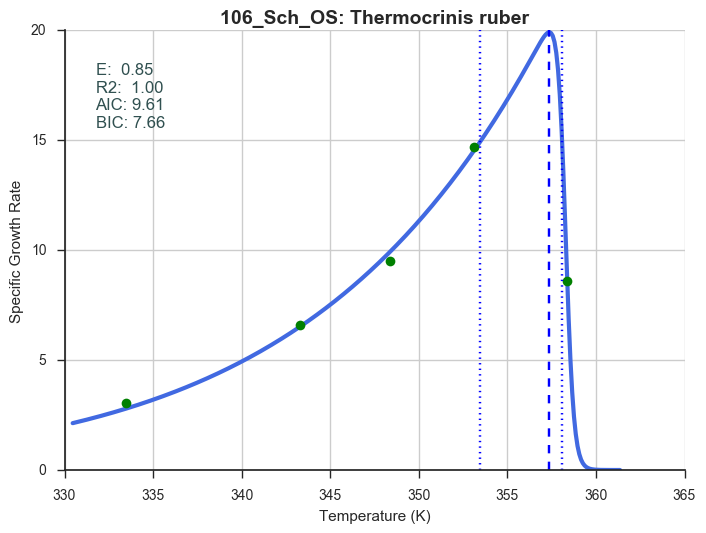 106_Sch_OS: Thermocrinis ruber
E:  0.85
R2:  1.00
AIC: 9.61
BIC: 7.66
Specific Growth Rate
20
15
10
5
0
330 335 340 345 350 355 360 365
Temperature (K)